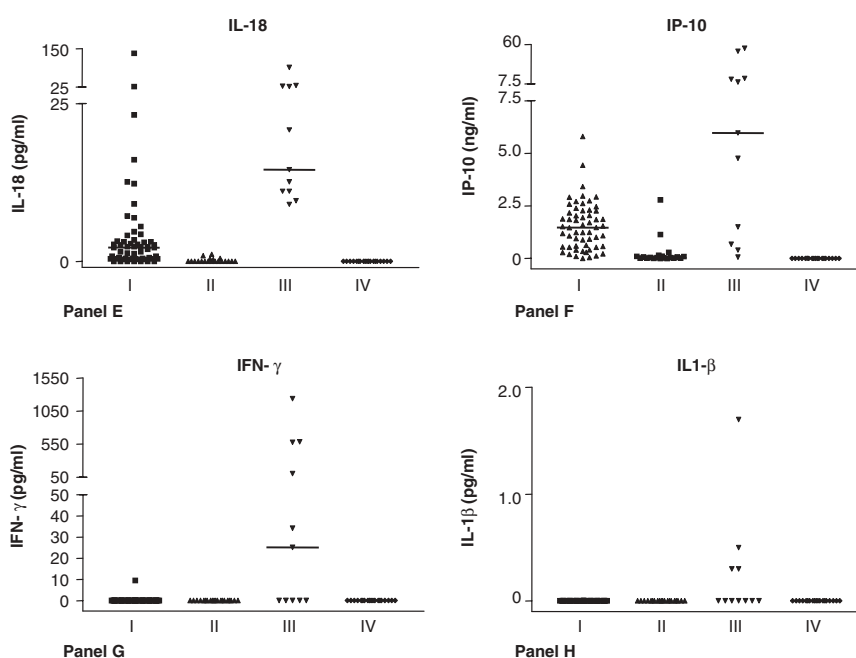 IL-18
150
25
25
0
IL-18 (pg/ml)
I II III IV
Panel E
IP-10
60
7.5
7.5
5.0
2.5
0
IP-10 (ng/ml)
I II III IV
Panel F
IFN- γ
1550
1050
550
50
50
40
30
20
10
0
IFN- γ (pg/ml)
I II III IV
Panel G
IL1-β
2.0
1.0
0
IL-1β (pg/ml)
I II III IV
Panel H